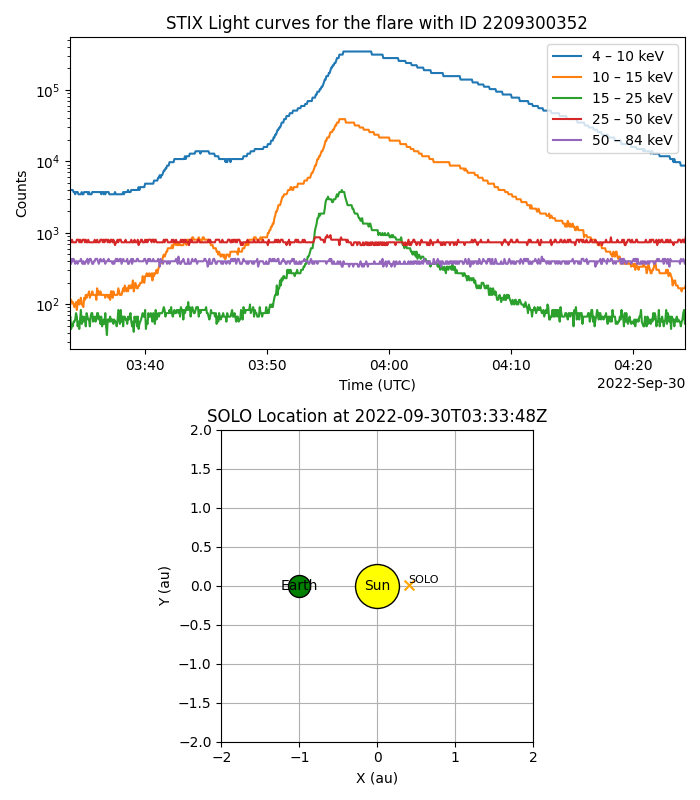 STIX Light curves for the flare with ID 2209300352
Counts
10^5
10^4
10^3
10^2
4 – 10 keV
10 – 15 keV
15 – 25 keV
25 – 50 keV
50 – 84 keV
03:40 03:50 04:00 04:10 04:20
Time (UTC)
2022-Sep-30
SOLO Location at 2022-09-30T03:33:48Z
Y (au)
2.0
1.5
1.0
0.5
0.0
−0.5
−1.0
−1.5
−2.0
Earth
Sun
SOLO
−2 −1 0 1 2
X (au)